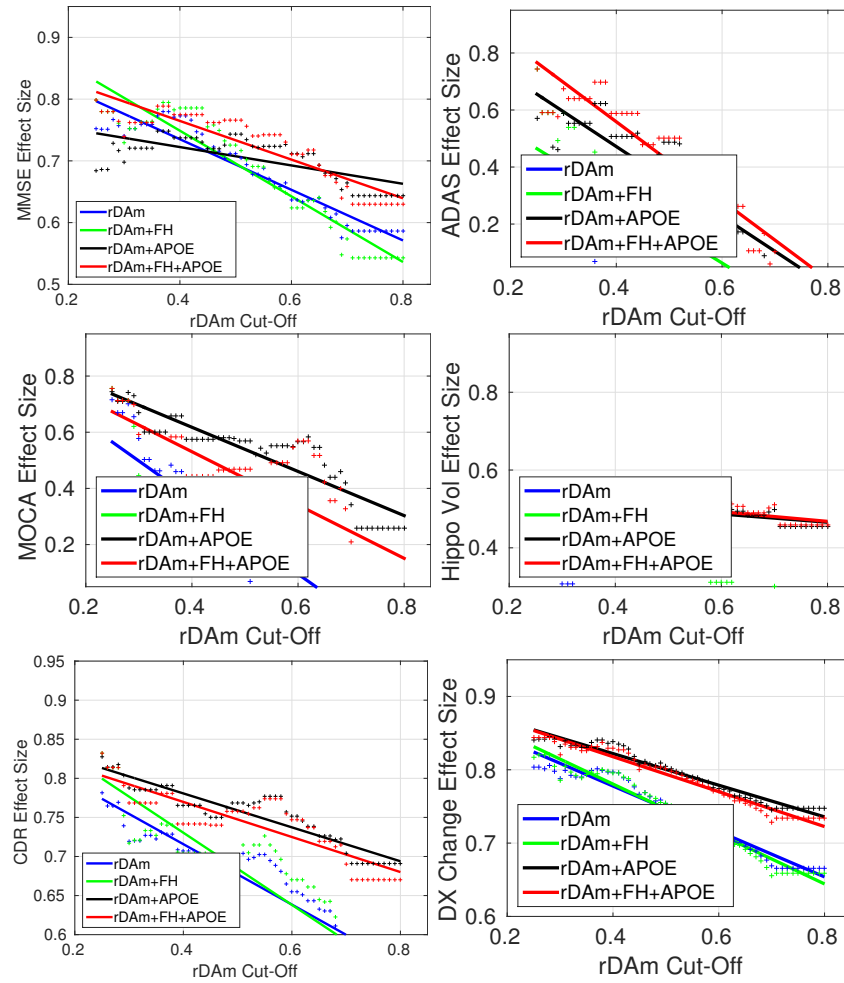 0.9
0.8
0.7
0.6
0.5
0.2 0.4 0.6 0.8
MMSE Effect Size
rDAm Cut-Off
rDAm
rDAm+FH
rDAm+APOE
rDAm+FH+APOE
0.8
0.6
0.4
0.2
0.2 0.4 0.6 0.8
ADAS Effect Size
rDAm Cut-Off
rDAm
rDAm+FH
rDAm+APOE
rDAm+FH+APOE
0.8
0.6
0.4
0.2
0.2 0.4 0.6 0.8
MOCA Effect Size
rDAm Cut-Off
rDAm
rDAm+FH
rDAm+APOE
rDAm+FH+APOE
0.8
0.6
0.4
0.2 0.4 0.6 0.8
Hippo Vol Effect Size
rDAm Cut-Off
rDAm
rDAm+FH
rDAm+APOE
rDAm+FH+APOE
0.95
0.9
0.85
0.8
0.75
0.7
0.65
0.6
0.2 0.4 0.6 0.8
CDR Effect Size
rDAm Cut-Off
rDAm
rDAm+FH
rDAm+APOE
rDAm+FH+APOE
0.9
0.8
0.7
0.6
0.2 0.4 0.6 0.8
DX Change Effect Size
rDAm Cut-Off
rDAm
rDAm+FH
rDAm+APOE
rDAm+FH+APOE